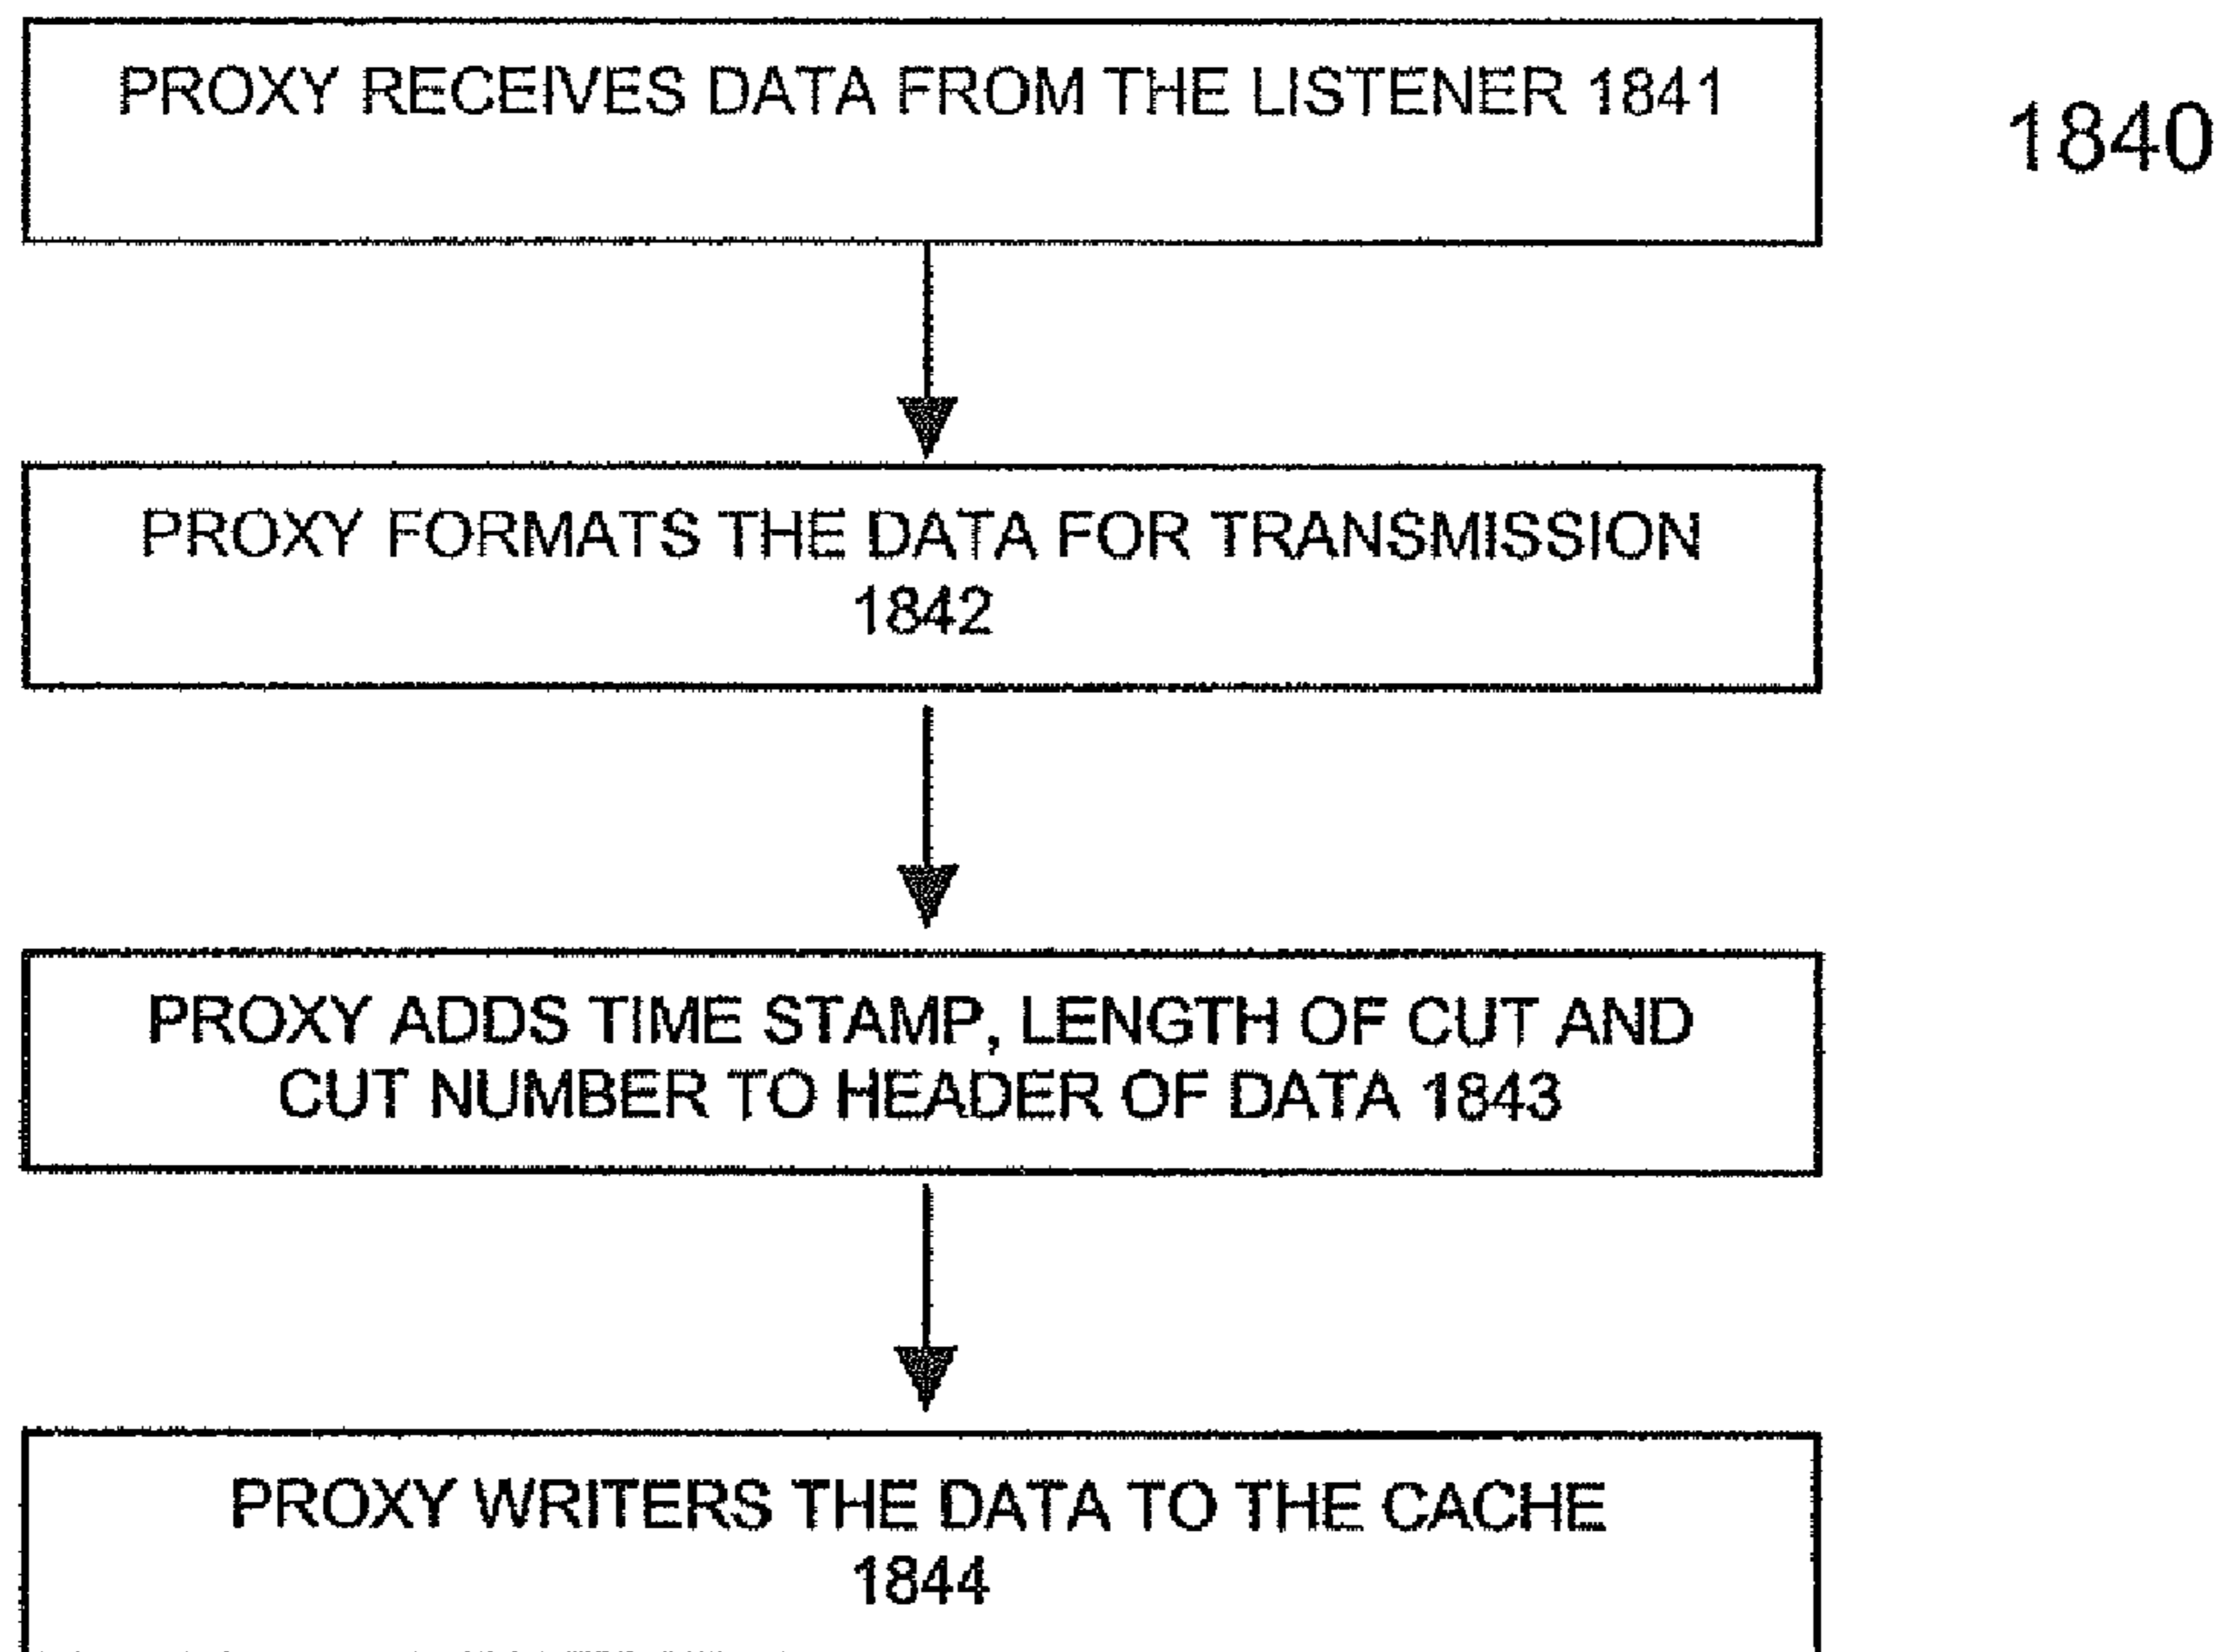 PROXY RECEIVES DATA FROM THE LISTENER 1841
1840
PROXY FORMATS THE DATA FOR TRANSMISSION
1842
PROXY ADDS TIME STAMP, LENGTH OF CUT AND
CUT NUMBER TO HEADER OF DATA 1843
PROXY WRITERS THE DATA TO THE CACHE
1844